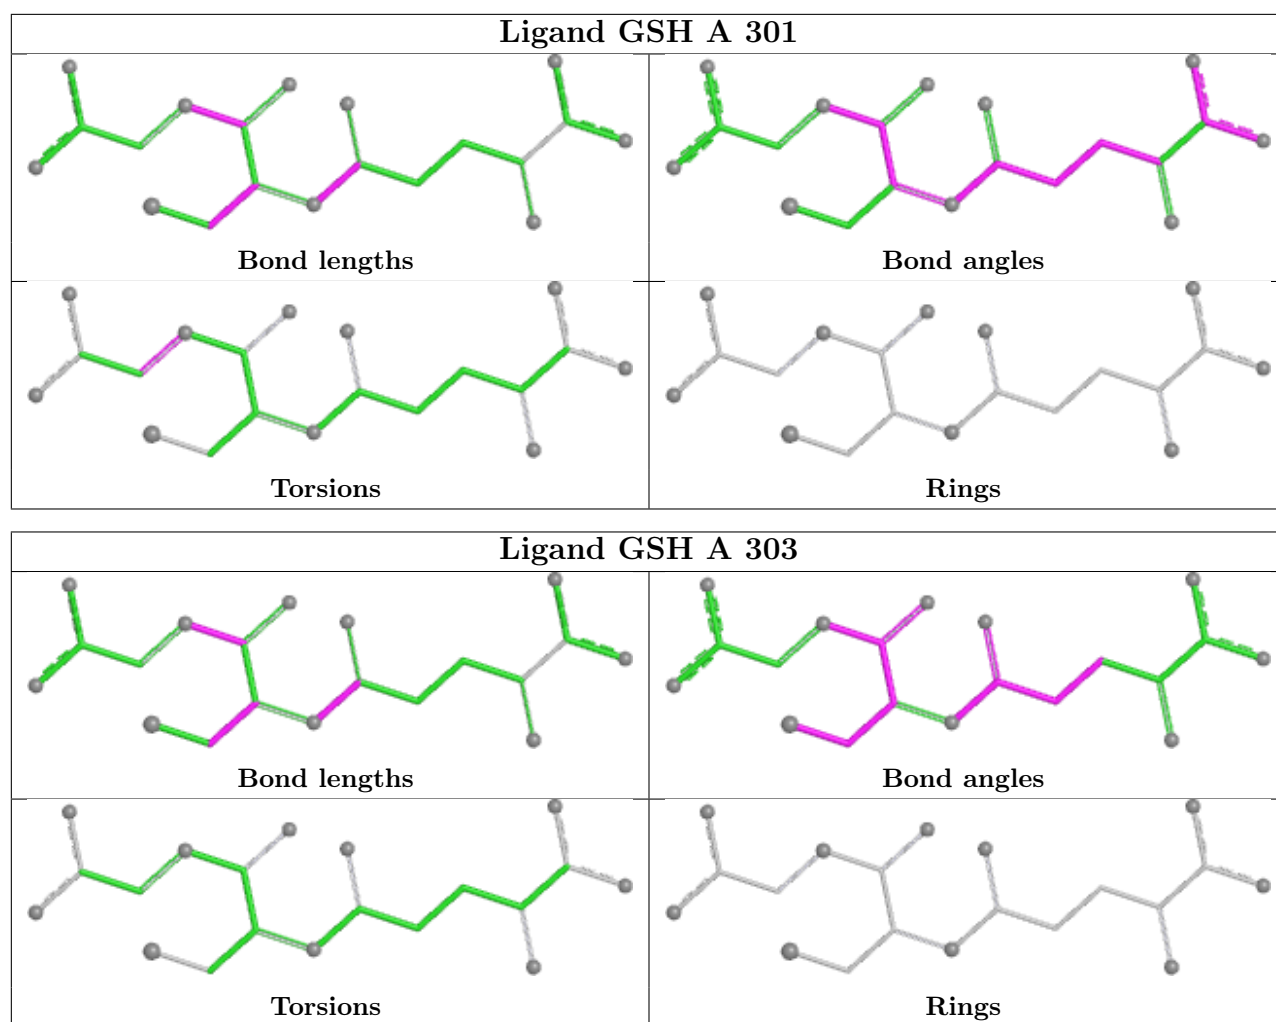 Ligand GSH A 301
Bond lengths
Bond angles
Torsions
Rings
Ligand GSH A 303
Bond lengths
Bond angles
Torsions
Rings